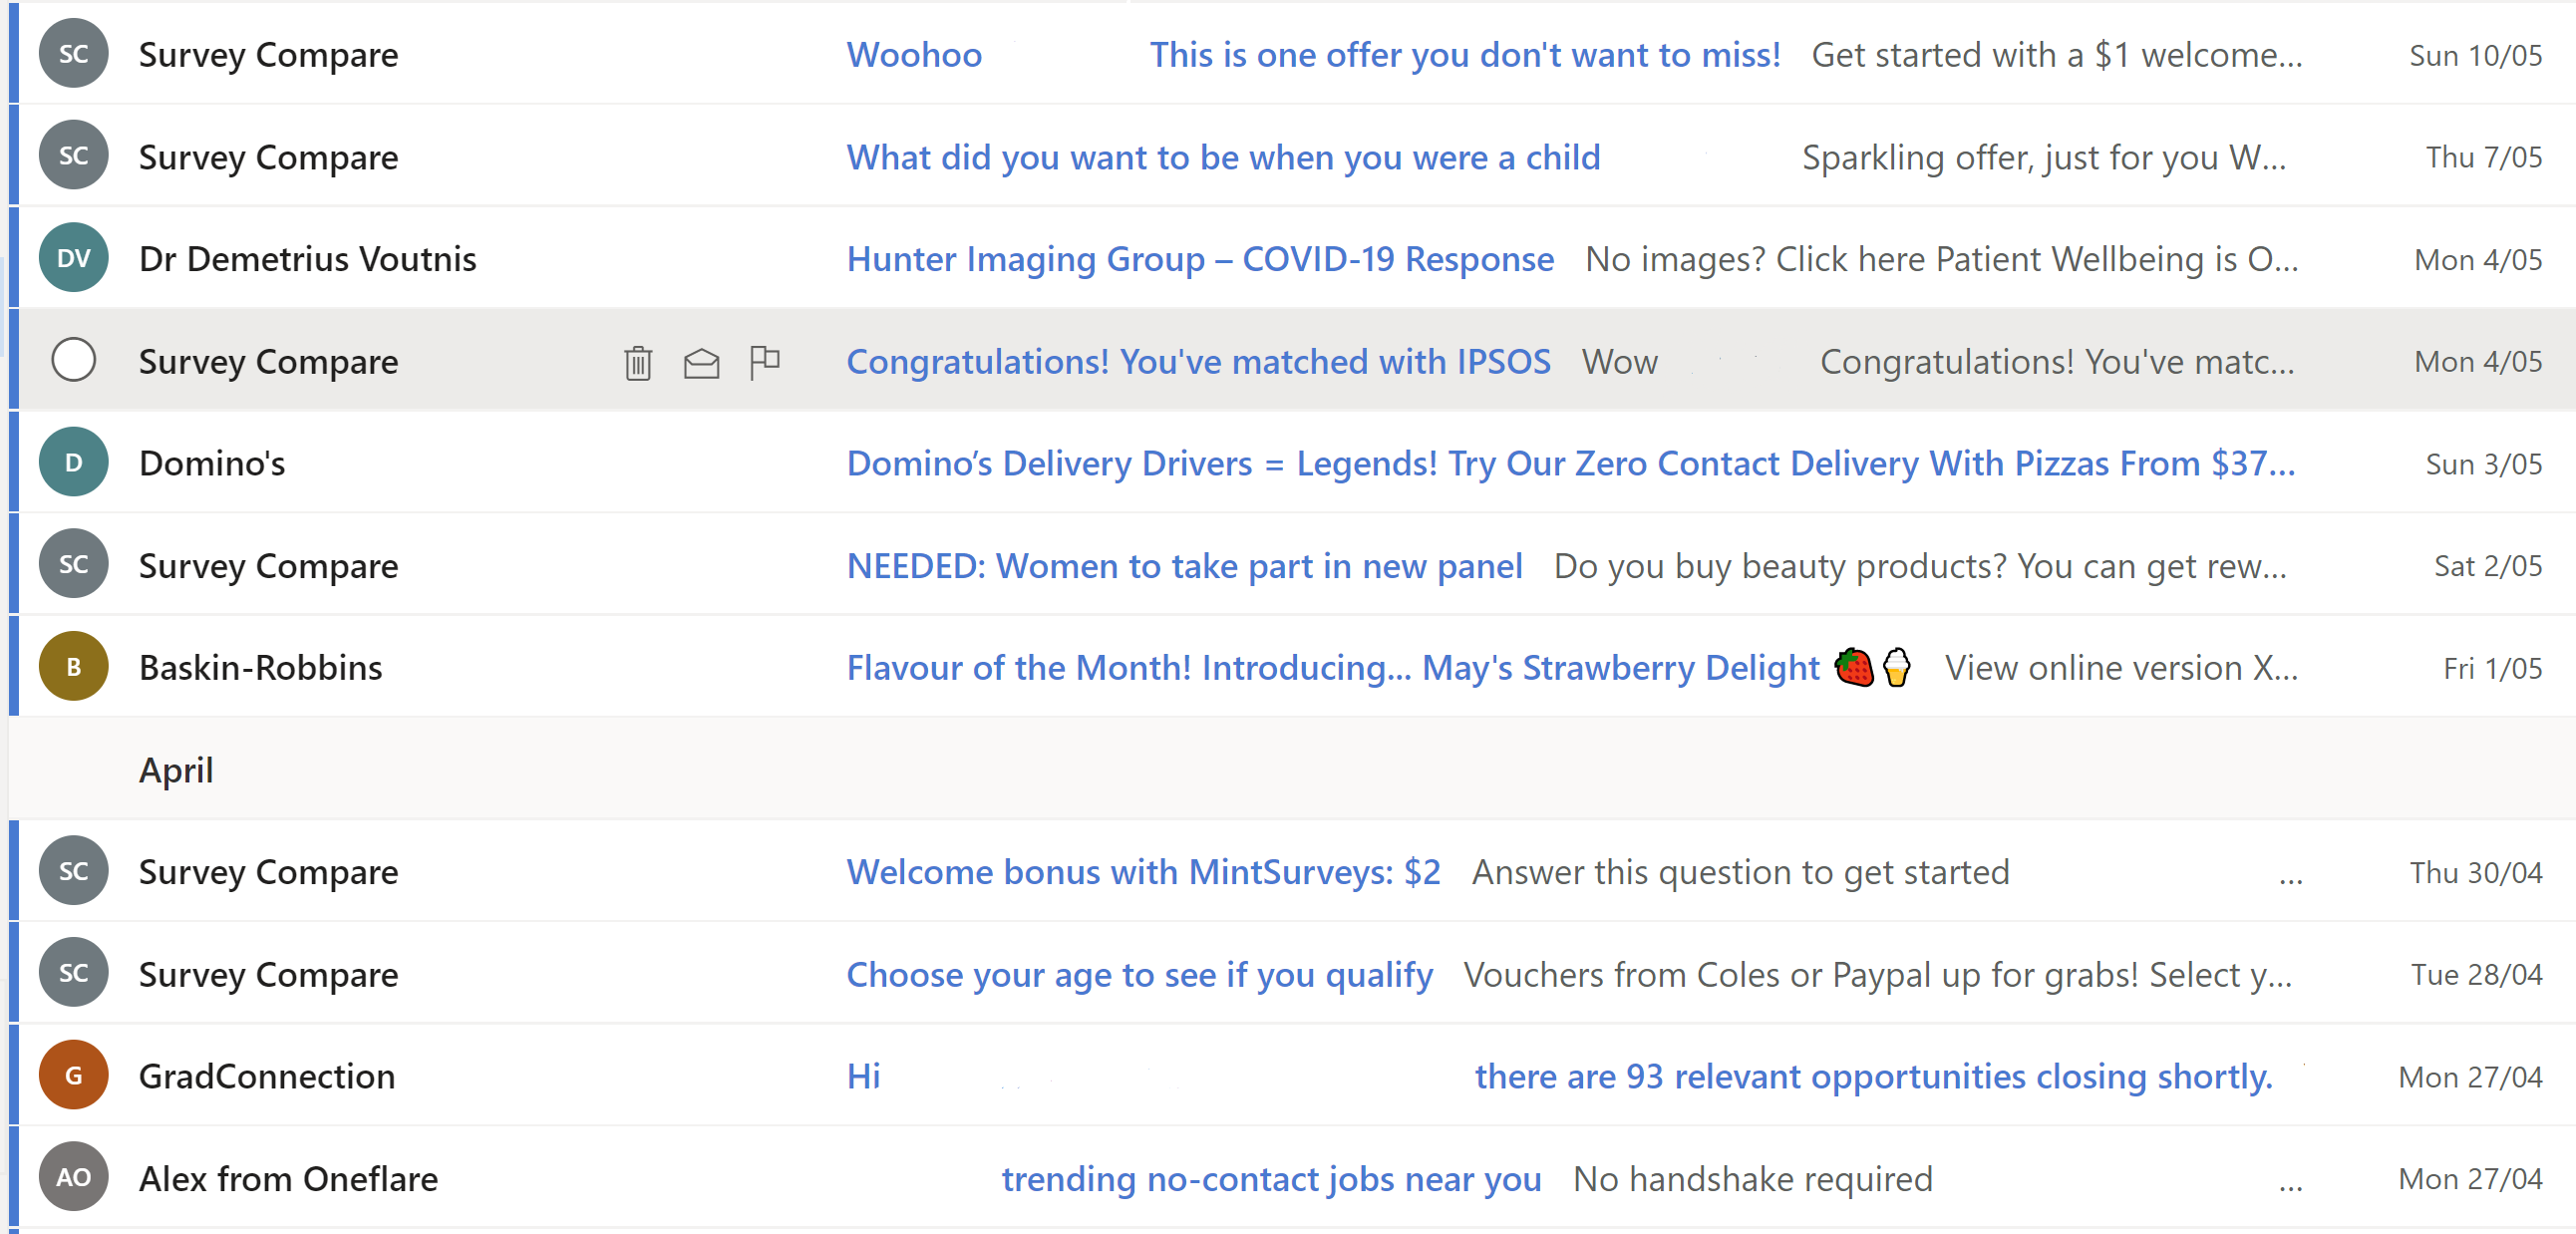 SC Survey Compare Woohoo This is one offer you don't want to miss! Get started with a $1 welcome... Sun 10/05
SC Survey Compare What did you want to be when you were a child Sparkling offer, just for you W... Thu 7/05
DV Dr Demetrius Voutnis Hunter Imaging Group – COVID-19 Response No images? Click here Patient Wellbeing is O... Mon 4/05
Survey Compare Congratulations! You've matched with IPSOS Wow Congratulations! You've matc... Mon 4/05
D Domino's Domino’s Delivery Drivers = Legends! Try Our Zero Contact Delivery With Pizzas From $37... Sun 3/05
SC Survey Compare NEEDED: Women to take part in new panel Do you buy beauty products? You can get rew... Sat 2/05
B Baskin-Robbins Flavour of the Month! Introducing... May's Strawberry Delight 🍓🍦 View online version X... Fri 1/05
April
SC Survey Compare Welcome bonus with MintSurveys: $2 Answer this question to get started ... Thu 30/04
SC Survey Compare Choose your age to see if you qualify Vouchers from Coles or Paypal up for grabs! Select y... Tue 28/04
G GradConnection Hi there are 93 relevant opportunities closing shortly. Mon 27/04
AO Alex from Oneflare trending no-contact jobs near you No handshake required ... Mon 27/04